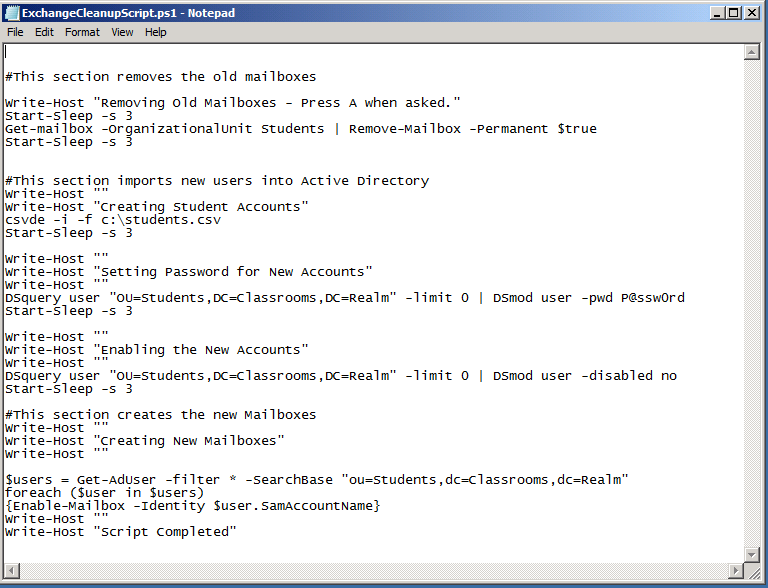 ExchangeCleanupScript.ps1 - Notepad
File Edit Format View Help
#This section removes the old mailboxes
Write-Host "Removing Old Mailboxes - Press A when asked."
Start-Sleep -s 3
Get-mailbox -OrganizationalUnit Students | Remove-Mailbox -Permanent $true
Start-Sleep -s 3
#This section imports new users into Active Directory
Write-Host ""
Write-Host "Creating Student Accounts"
csvde -i -f c:\students.csv
Start-Sleep -s 3
Write-Host ""
Write-Host "Setting Password for New Accounts"
Write-Host ""
DSquery user "OU=Students,DC=Classrooms,DC=Realm" -limit 0 | DSmod user -pwd P@ssw0rd
Start-Sleep -s 3
Write-Host ""
Write-Host "Enabling the New Accounts"
Write-Host ""
DSquery user "OU=Students,DC=Classrooms,DC=Realm" -limit 0 | DSmod user -disabled no
Start-Sleep -s 3
#This section creates the new Mailboxes
Write-Host ""
Write-Host "Creating New Mailboxes"
Write-Host ""
$users = Get-AdUser -filter * -SearchBase "ou=Students,dc=Classrooms,dc=Realm"
foreach ($user in $users)
{Enable-Mailbox -Identity $user.SamAccountName}
Write-Host ""
Write-Host "Script Completed"